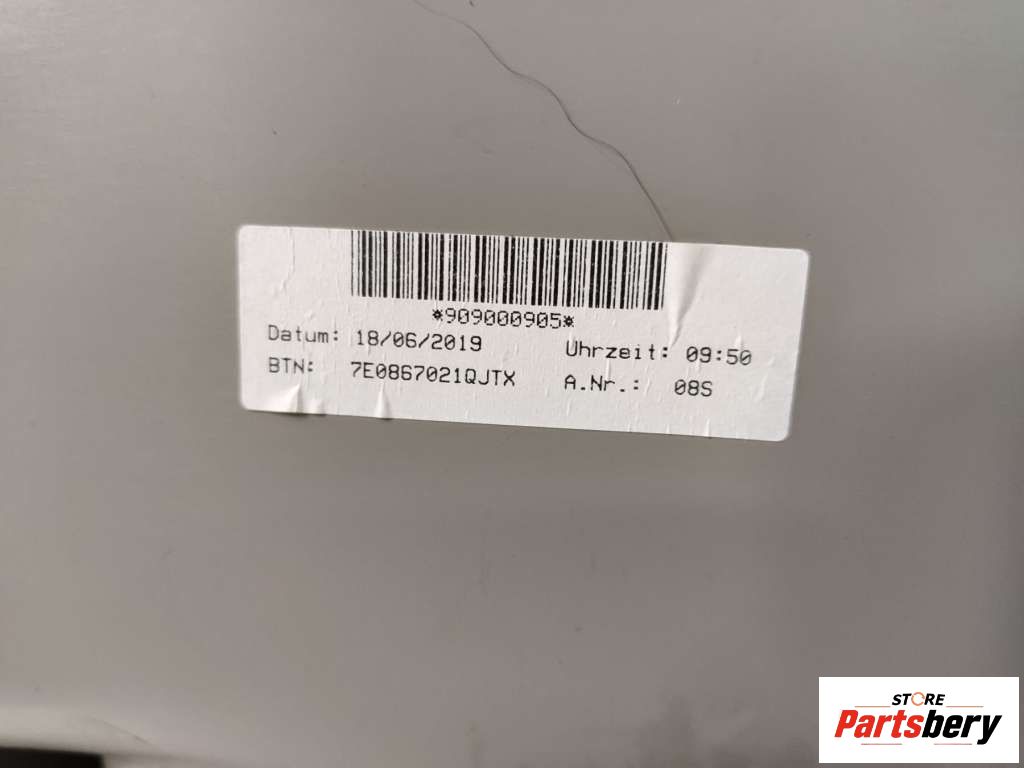 *909000905*
Datum: 18/06/2019 Uhrzeit: 09:50
BTN: 7E0867021QJTX A.Nr.: 08S
STORE
Partsbery